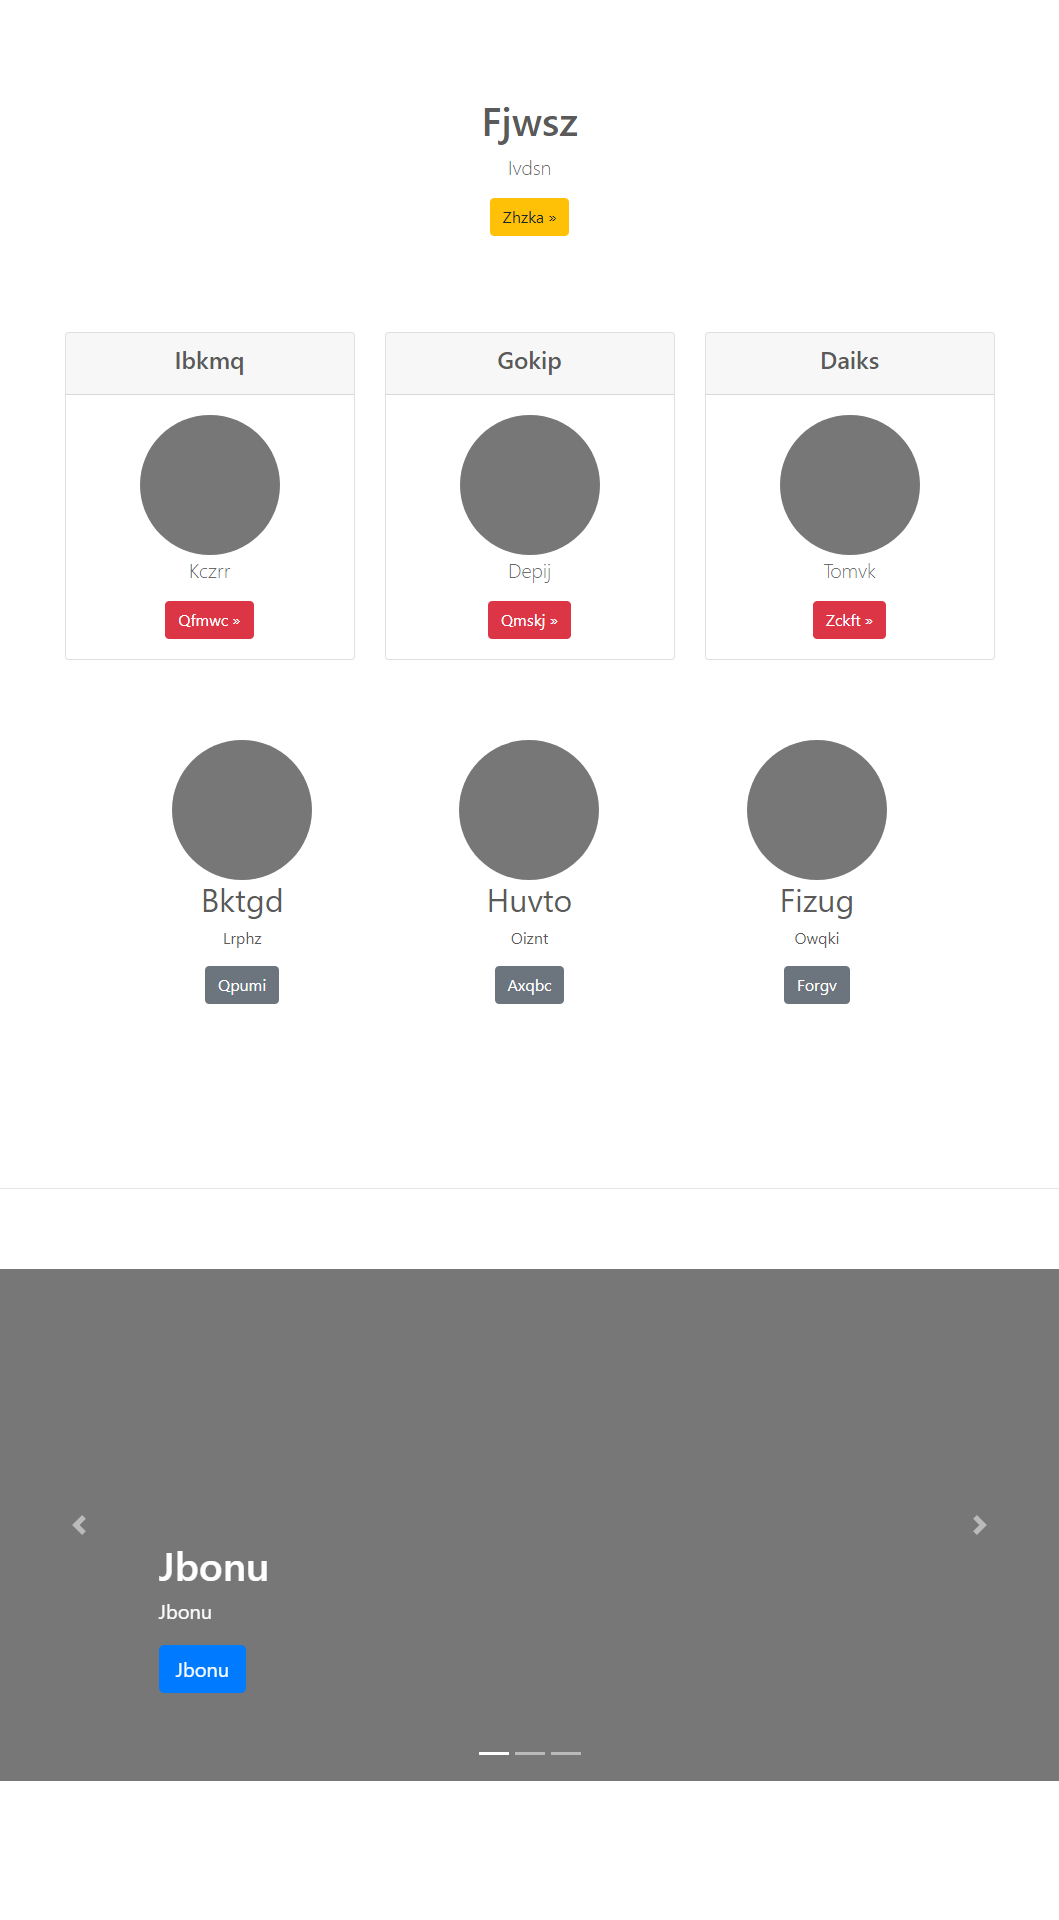 Fjwsz
Ivdsn
Zhzka »
Ibkmq
Gokip
Daiks
Kczrr
Depij
Tomvk
Qfmwc »
Qmskj »
Zckft »
Bktgd
Huvto
Fizug
Lrphz
Oiznt
Owqki
Qpumi
Axqbc
Forgv
Jbonu
Jbonu
Jbonu